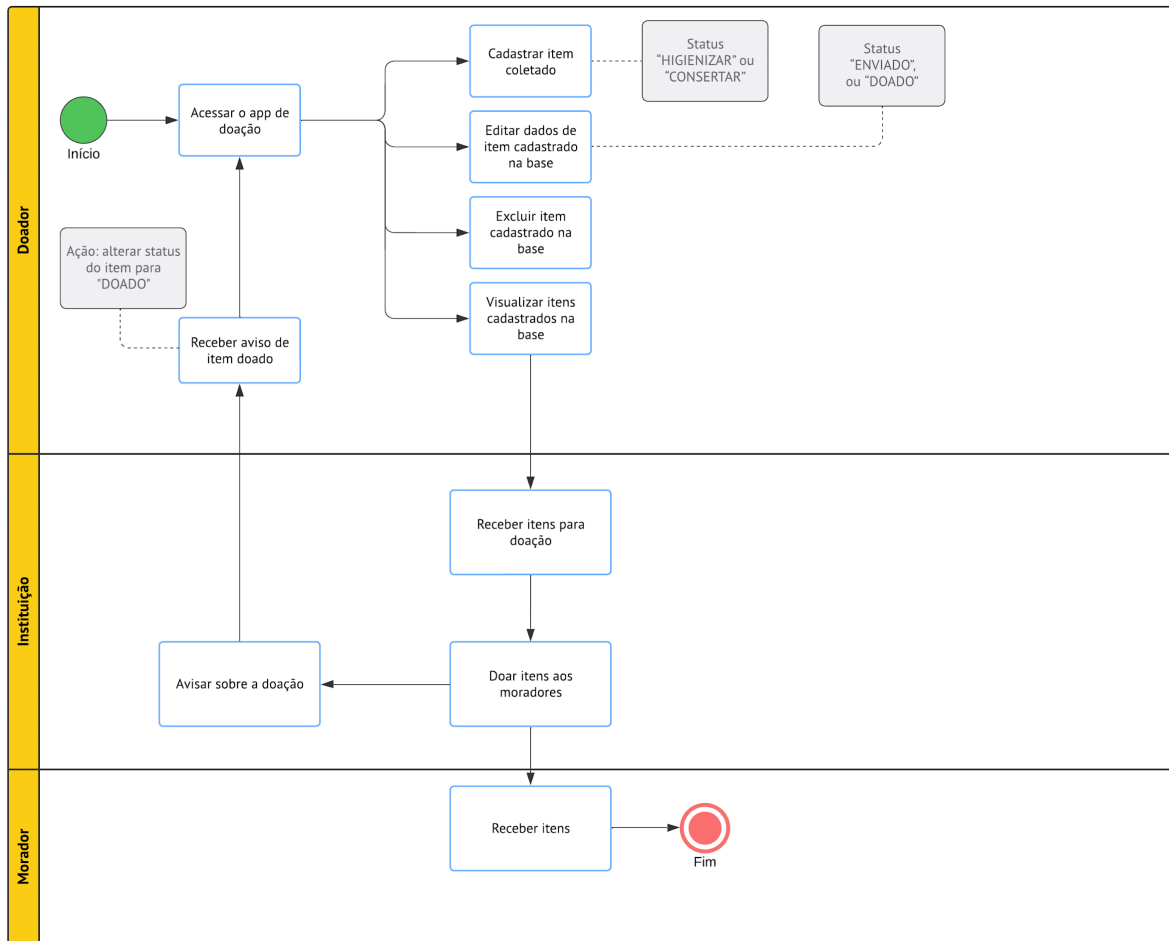 Doador
Início
Acessar o app de
doação
Cadastrar item
coletado
Status
“HIGIENIZAR” ou
“CONSERTAR”
Status
“ENVIADO”,
ou “DOADO”
Editar dados de
item cadastrado
na base
Excluir item
cadastrado na
base
Visualizar itens
cadastrados na
base
Ação: alterar status
do item para
"DOADO"
Receber aviso de
item doado
Instituição
Receber itens para
doação
Avisar sobre a doação
Doar itens aos
moradores
Morador
Receber itens
Fim